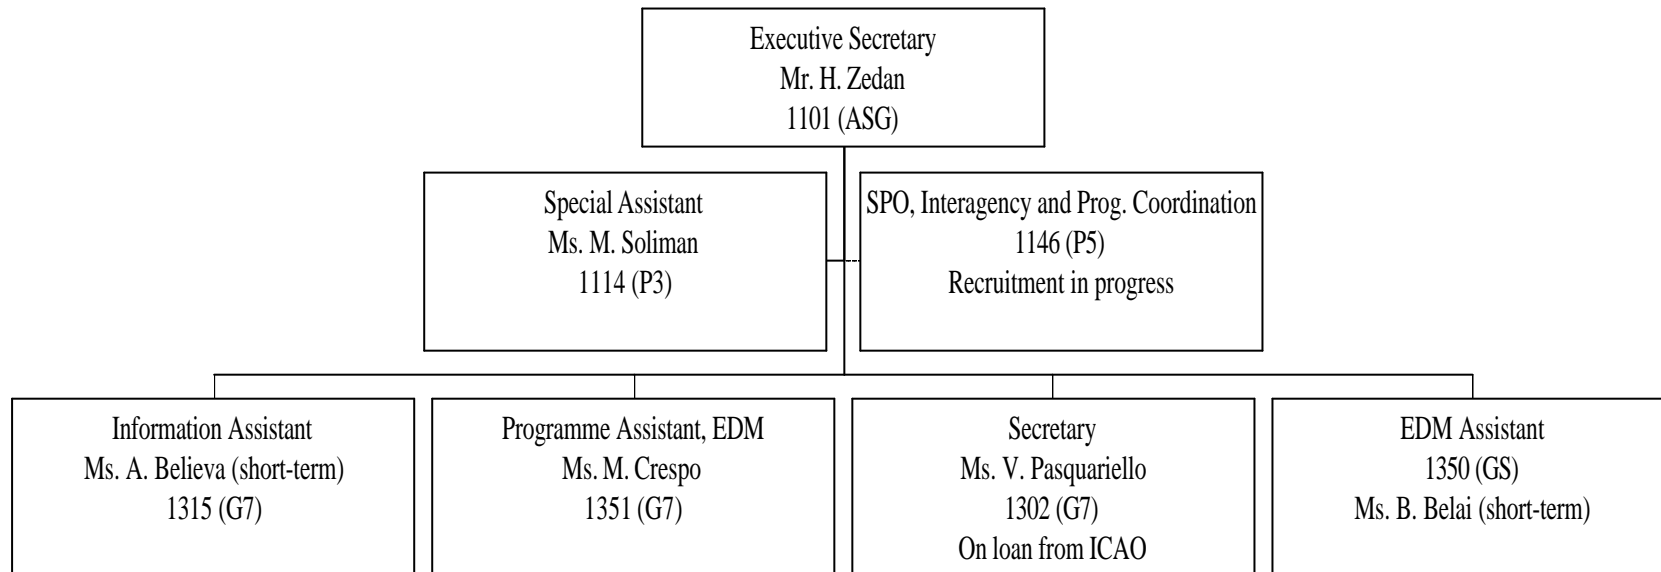 Executive Secretary
Mr. H. Zedan
1101 (ASG)
Special Assistant
Ms. M. Soliman
1114 (P3)
SPO, Interagency and Prog. Coordination
1146 (P5)
Recruitment in progress
Information Assistant
Ms. A. Believa (short-term)
1315 (G7)
Programme Assistant, EDM
Ms. M. Crespo
1351 (G7)
Secretary
Ms. V. Pasquariello
1302 (G7)
On loan from ICAO
EDM Assistant
1350 (GS)
Ms. B. Belai (short-term)